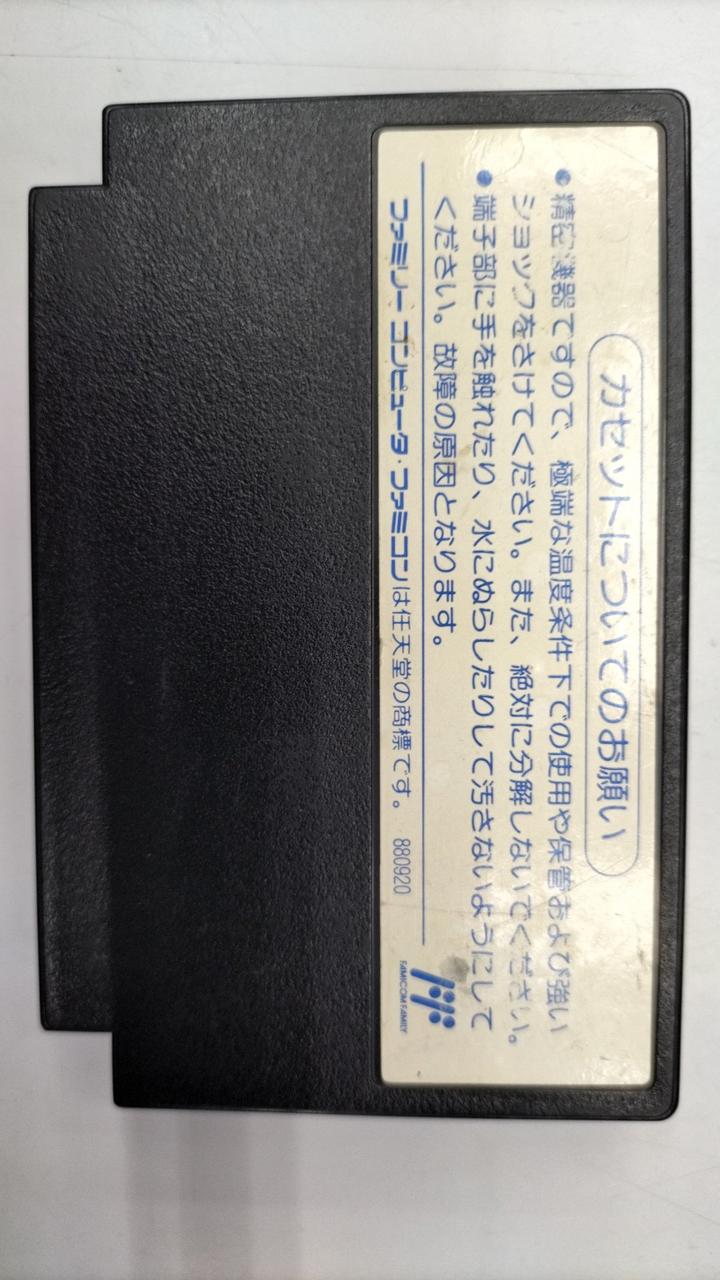 カセットについてのお願い
●精密機器ですので、極端な温度条件下での使用や保管および強い
ショックをさけてください。また、絶対に分解しないでください。
●端子部に手を触れたり、水にぬらしたりして汚さないようにして
ください。故障の原因となります。
ファミリーコンピュータ・ファミコンは任天堂の商標です。 880920
FAMICOM FAMILY